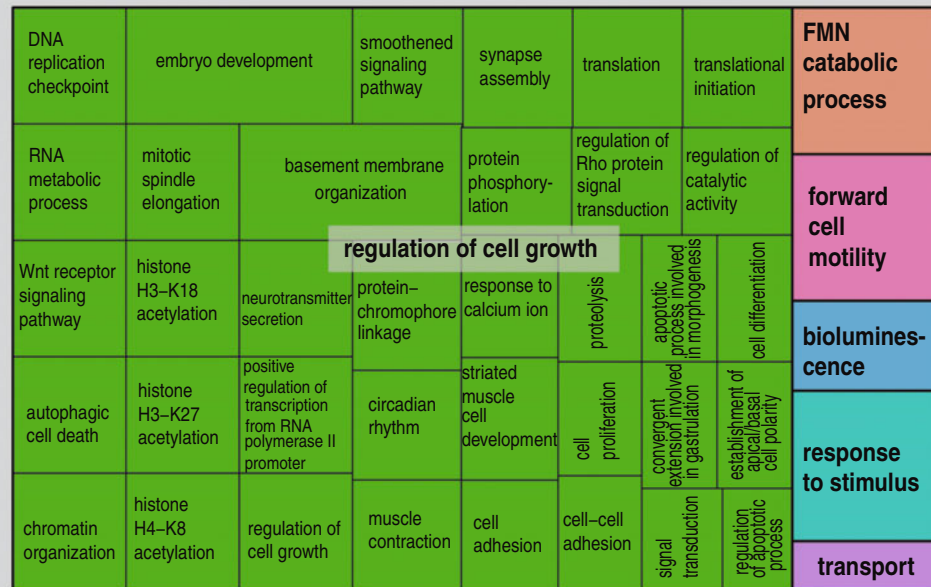 DNA
replication
checkpoint
embryo development
smoothened
signaling
pathway
synapse
assembly
translation
translational
initiation
FMN
catabolic
process
RNA
metabolic
process
mitotic
spindle
elongation
basement membrane
organization
protein
phosphory-
lation
regulation of
Rho protein
signal
transduction
regulation of
catalytic
activity
forward
cell
motility
regulation of cell growth
Wnt receptor
signaling
pathway
histone
H3–K18
acetylation
neurotransmitter
secretion
protein–
chromophore
linkage
response to
calcium ion
proteolysis
apoptotic
process involved
in morphogenesis
cell differentiation
biolumines-
cence
autophagic
cell death
histone
H3–K27
acetylation
positive
regulation of
transcription
from RNA
polymerase II
promoter
circadian
rhythm
striated
muscle
cell
development
cell
proliferation
convergent
extension involved
in gastrulation
establishment of
apical/basal
cell polarity
response
to stimulus
chromatin
organization
histone
H4–K8
acetylation
regulation of
cell growth
muscle
contraction
cell
adhesion
cell–cell
adhesion
signal
transduction
regulation
of apoptotic
process
transport